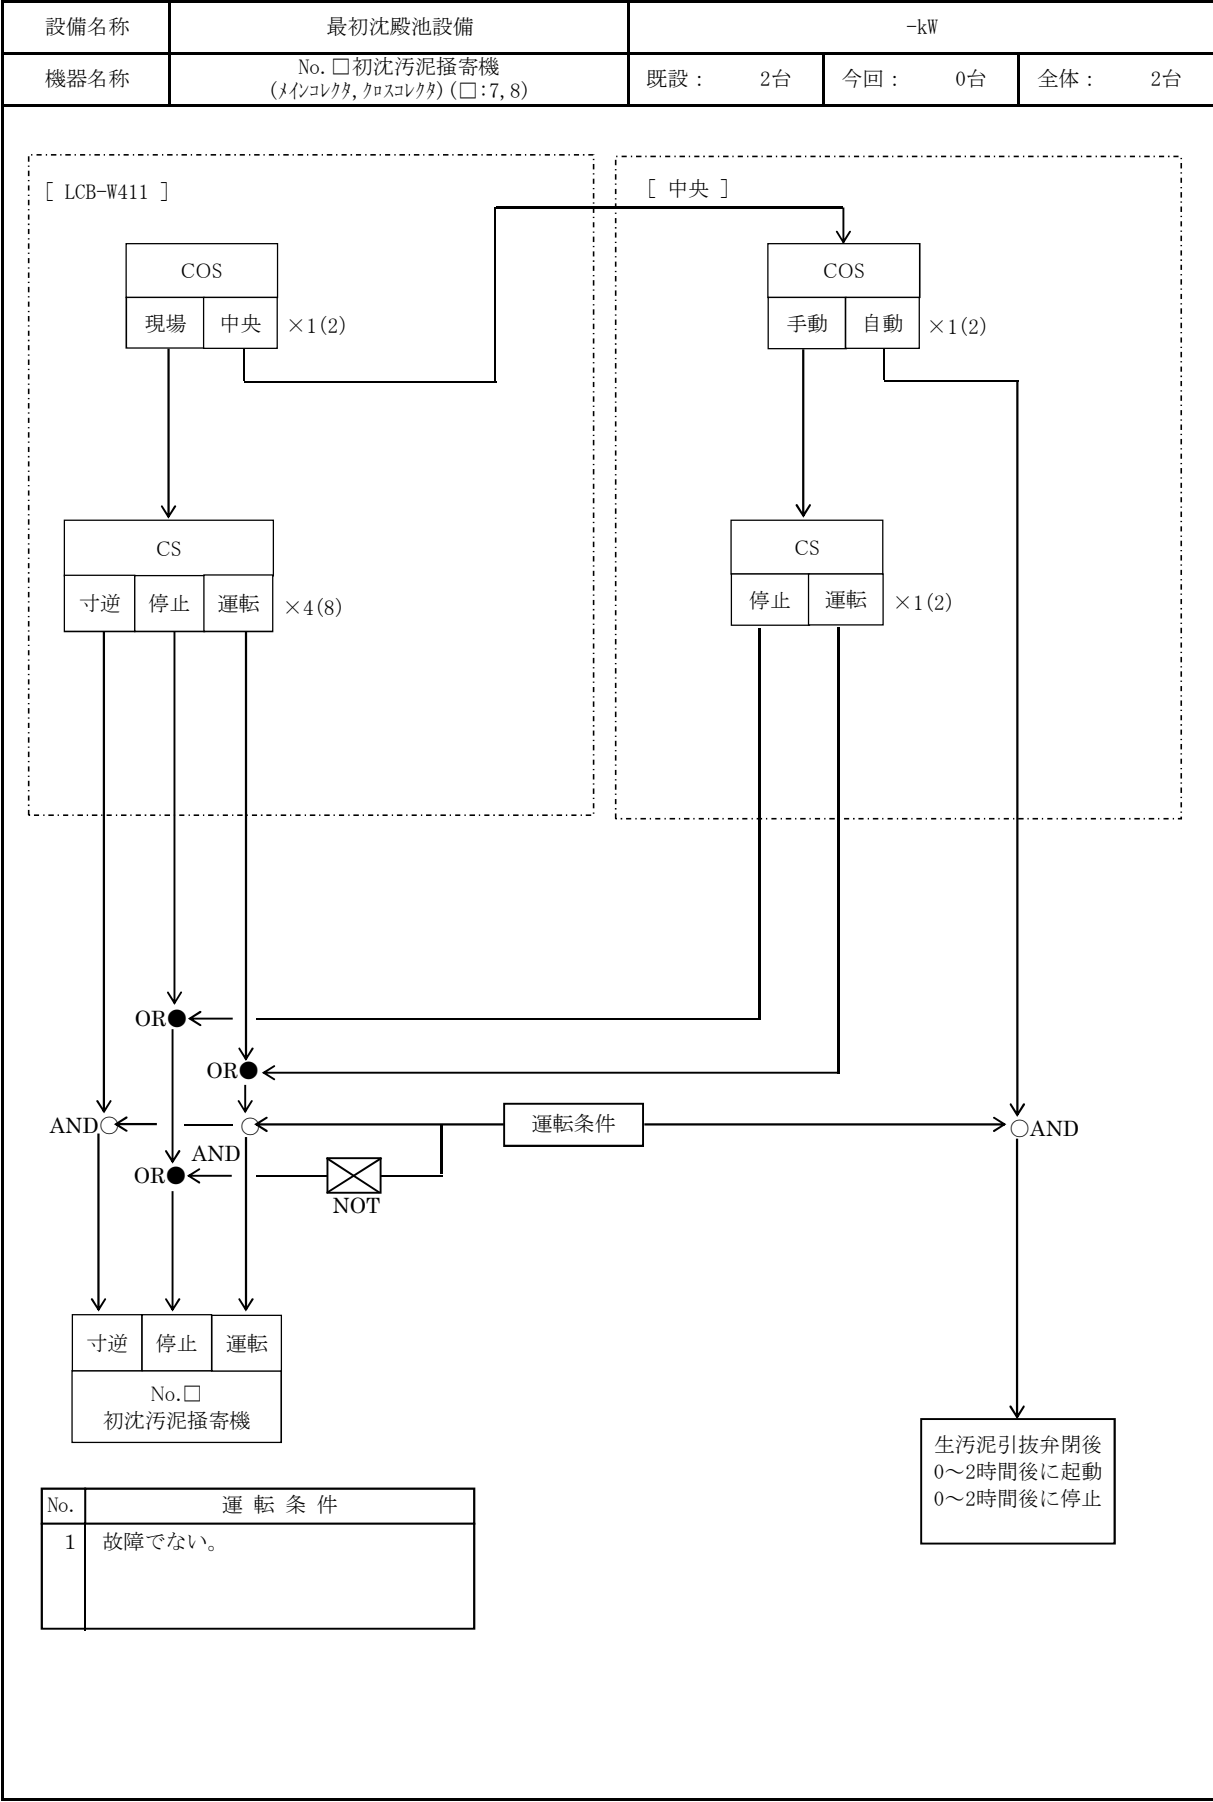 設備名称 最初沈殿池設備 -kW
機器名称 No.□初沈汚泥掻寄機
(ﾒｲﾝｺﾚｸﾀ,ｸﾛｽｺﾚｸﾀ)(□:7,8)
既設： 2台 今回： 0台 全体： 2台
[ LCB-W411 ]
[ 中央 ]
COS
現場 中央 ×1(2)
COS
手動 自動 ×1(2)
CS
寸逆 停止 運転 ×4(8)
CS
停止 運転 ×1(2)
OR
OR
AND
AND
運転条件
AND
OR
NOT
寸逆 停止 運転
No.□
初沈汚泥掻寄機
生汚泥引抜弁閉後
0～2時間後に起動
0～2時間後に停止
No. 運 転 条 件
1 故障でない。